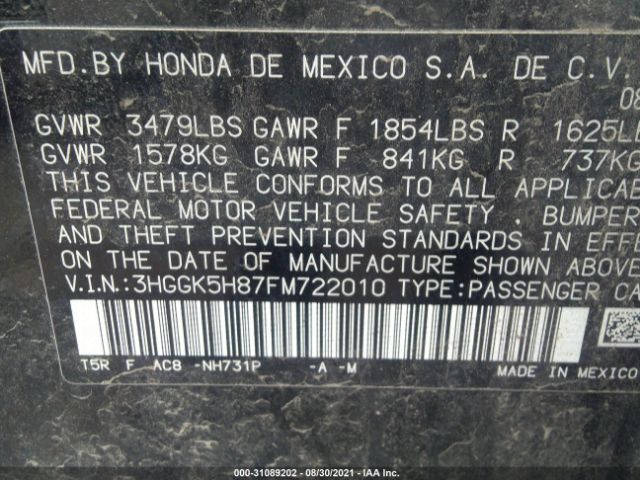 MFD.BY HONDA DE MEXICO S.A. DE C.V.
08
GVWR 3479LBS GAWR F 1854LBS R 1625L
GVWR 1578KG GAWR F 841KG R 737KG
THIS VEHICLE CONFORMS TO ALL APPLICA
FEDERAL MOTOR VEHICLE SAFETY , BUMPER
AND THEFT PREVENTION STANDARDS IN EFFE
ON THE DATE OF MANUFACTURE SHOWN ABOVE
V.I.N.:3HGGK5H87FM722010 TYPE:PASSENGER CA
T5R F AC8 -NH731P -A -M
MADE IN MEXICO
000-31089202 - 08/30/2021 - IAA Inc.